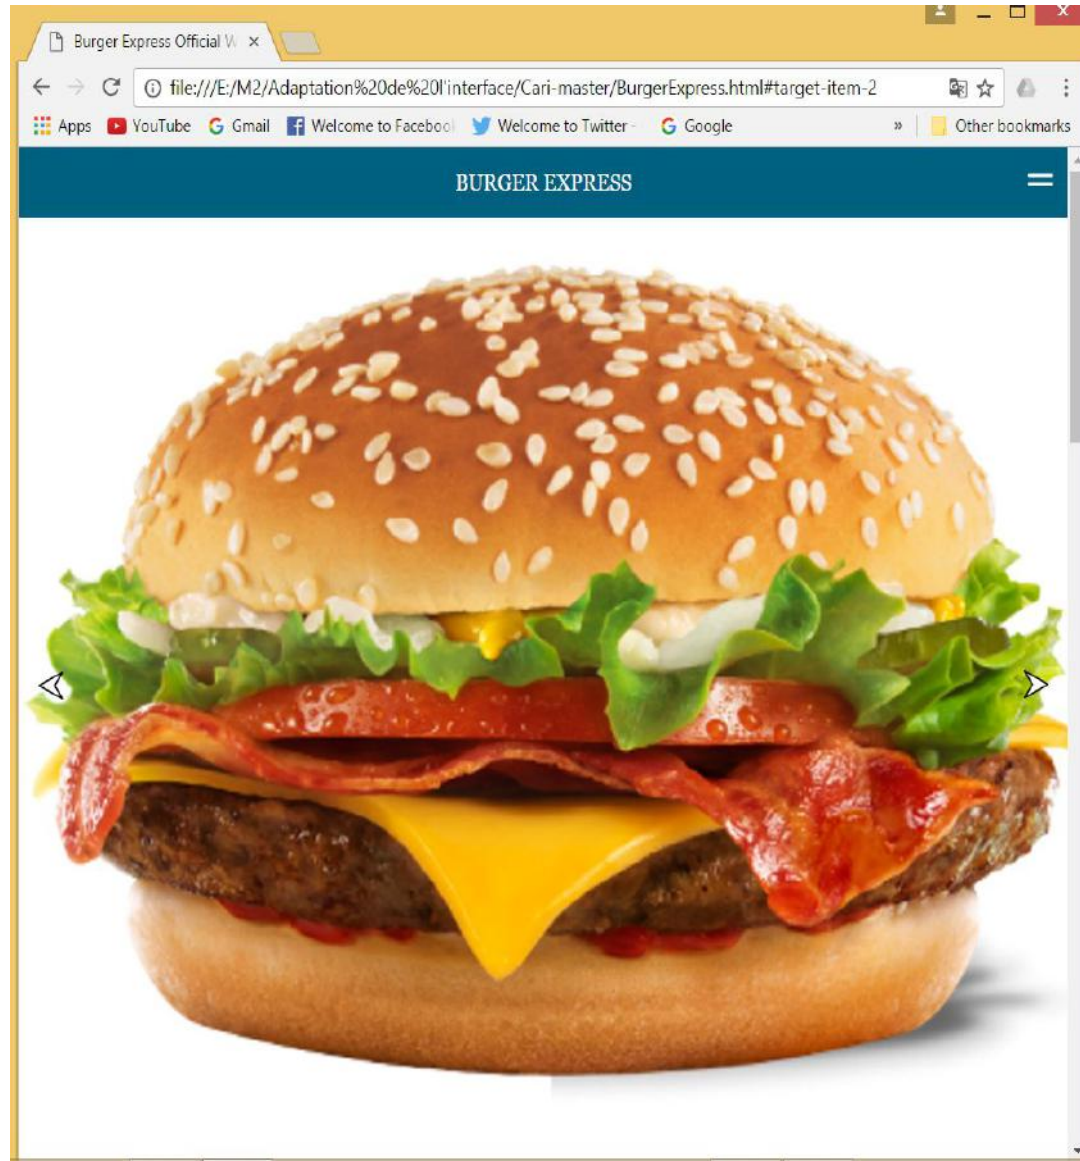 Burger Express Official W
file:///E:/M2/Adaptation%20de%20l'interface/Cari-master/BurgerExpress.html#target-item-2
Apps YouTube Gmail Welcome to Facebool Welcome to Twitter - Google » Other bookmarks
BURGER EXPRESS